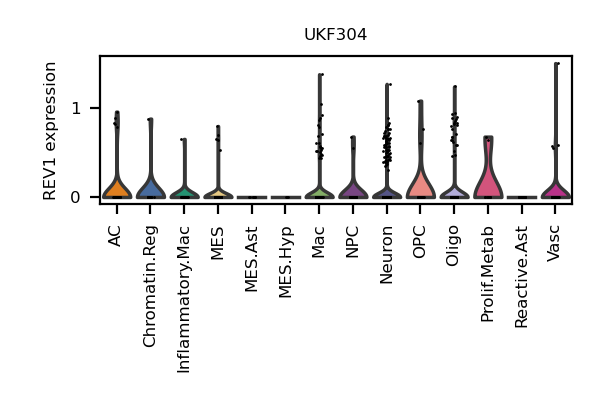 UKF304
REV1 expression
1
0
AC
Chromatin.Reg
Inflammatory.Mac
MES
MES.Ast
MES.Hyp
Mac
NPC
Neuron
OPC
Oligo
Prolif.Metab
Reactive.Ast
Vasc